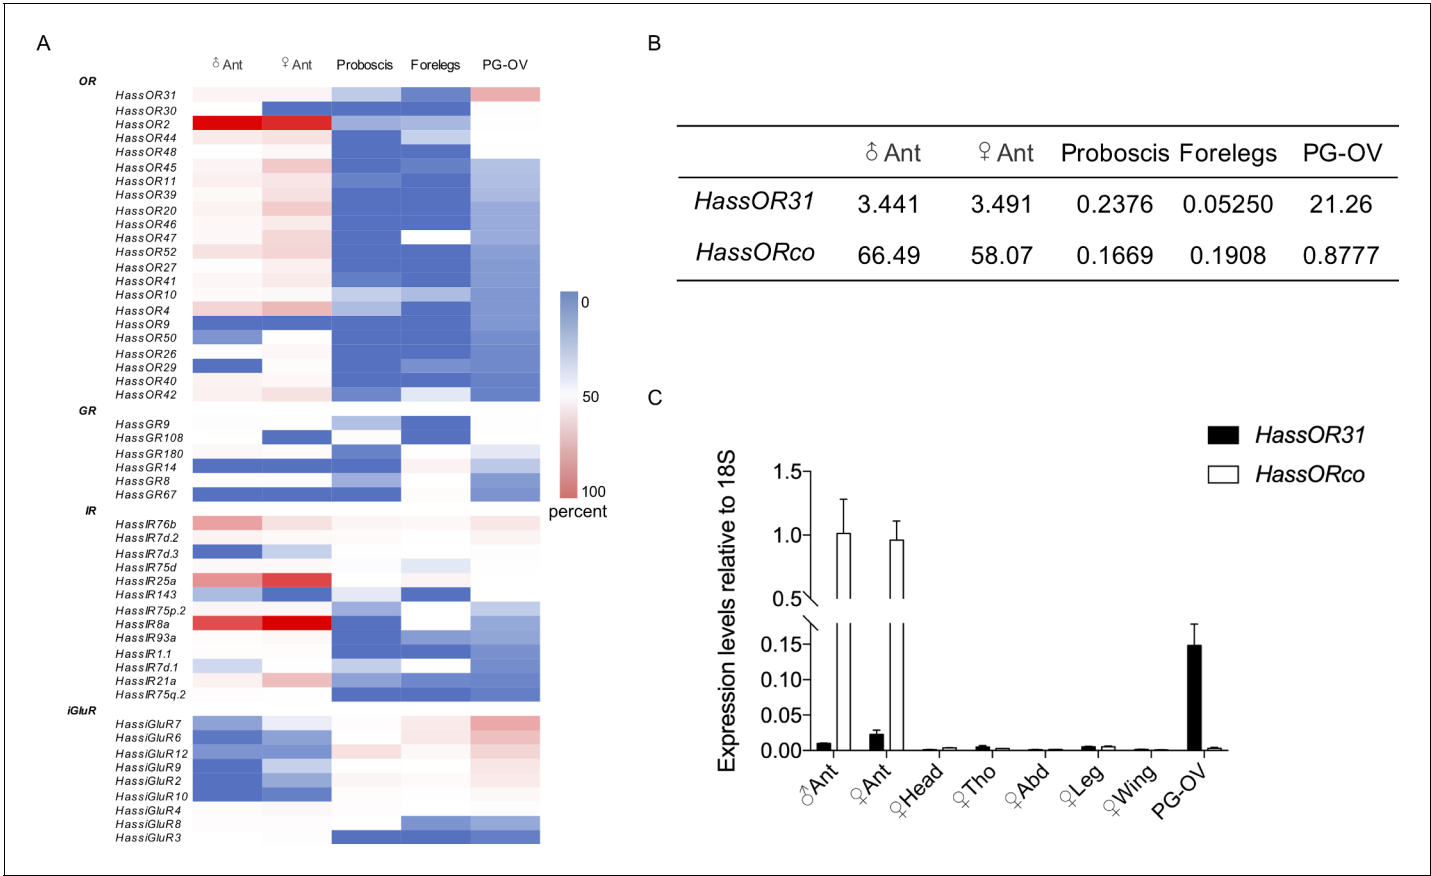 A
♂ Ant ♀ Ant Proboscis Forelegs PG-OV
OR
HassOR31
HassOR30
HassOR2
HassOR44
HassOR48
HassOR45
HassOR11
HassOR39
HassOR20
HassOR46
HassOR47
HassOR52
HassOR27
HassOR41
HassOR10
HassOR4
HassOR9
HassOR50
HassOR26
HassOR29
HassOR40
HassOR42
GR
HassGR9
HassGR108
HassGR180
HassGR14
HassGR8
HassGR67
IR
HassIR76b
HassIR7d.2
HassIR7d.3
HassIR75d
HassIR25a
HassIR143
HassIR75p.2
HassIR8a
HassIR93a
HassIR1.1
HassIR7d.1
HassIR21a
HassIR75q.2
iGluR
HassiGluR7
HassiGluR6
HassiGluR12
HassiGluR9
HassiGluR2
HassiGluR10
HassiGluR4
HassiGluR8
HassiGluR3
0
50
100
percent
B
♂ Ant ♀ Ant Proboscis Forelegs PG-OV
HassOR31 3.441 3.491 0.2376 0.05250 21.26
HassORco 66.49 58.07 0.1669 0.1908 0.8777
C
HassOR31
HassORco
Expression levels relative to 18S
1.5
1.0
0.5
0.15
0.10
0.05
0.00
♂Ant ♀Ant ♀Head ♀Tho ♀Abd ♀Leg ♀Wing PG-OV